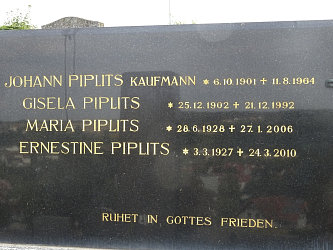 JOHANN PIPLITS KAUFMANN * 6.10.1901 + 11.8.1964
GISELA PIPLITS * 25.12.1902 + 21.12.1992
MARIA PIPLITS * 28.6.1928 + 27.1.2006
ERNESTINE PIPLITS * 3.3.1927 + 24.3.2010
RUHET IN GOTTES FRIEDEN.